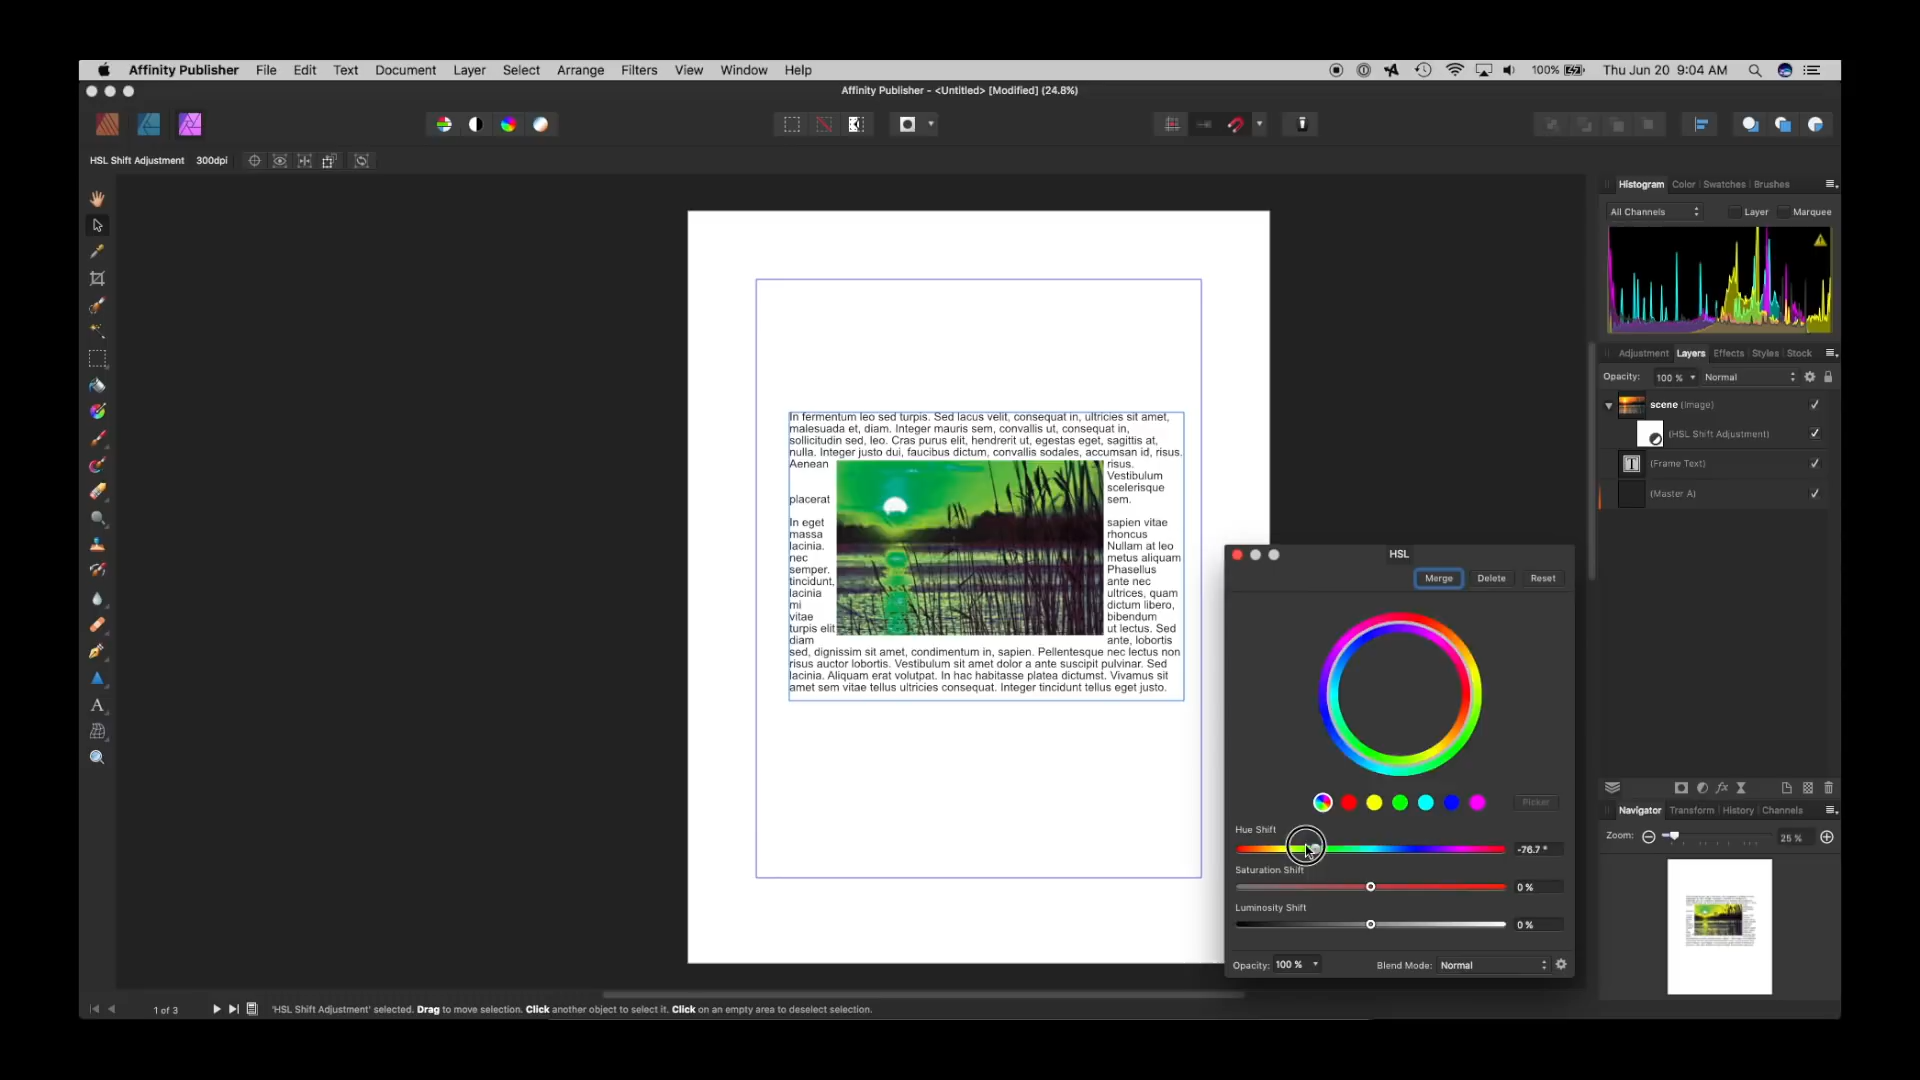 Affinity Publisher File Edit Text Document Layer Select Arrange Filters View Window Help
100% Thu Jun 20 9:04 AM
Affinity Publisher - <Untitled> [Modified] (24.8%)
HSL Shift Adjustment 300dpi
Histogram Color Swatches Brushes
All Channels Layer Marquee
Adjustment Layers Effects Styles Stock
Opacity: 100 % Normal
scene (Image)
(HSL Shift Adjustment)
T (Frame Text)
(Master A)
In fermentum leo sed turpis. Sed lacus velit, consequat in, ultricies sit amet,
malesuada et, diam. Integer mauris sem, convallis ut, consequat in,
sollicitudin sed, leo. Cras purus elit, hendrerit ut, egestas eget, sagittis at,
nulla. Integer justo dui, faucibus dictum, convallis sodales, accumsan id, risus.
Aenean risus.
Vestibulum
scelerisque
placerat sem.
In eget sapien vitae
massa rhoncus
lacinia. Nullam at leo
nec metus aliquam
semper. Phasellus
tincidunt, ante nec
lacinia ultrices, quam
mi dictum libero,
vitae bibendum
turpis elit ut lectus. Sed
diam ante, lobortis
sed, dignissim sit amet, condimentum in, sapien. Pellentesque nec lectus non
risus auctor lobortis. Vestibulum sit amet dolor a ante suscipit pulvinar. Sed
lacinia. Aliquam erat volutpat. In hac habitasse platea dictumst. Vivamus sit
amet sem vitae tellus ultricies consequat. Integer tincidunt tellus eget justo.
HSL
Merge Delete Reset
Picker
Hue Shift
-76.7 °
Saturation Shift
0 %
Luminosity Shift
0 %
Opacity: 100 % Blend Mode: Normal
fx
Navigator Transform History Channels
Zoom: 25 %
A
1 of 3 'HSL Shift Adjustment' selected. Drag to move selection. Click another object to select it. Click on an empty area to deselect selection.